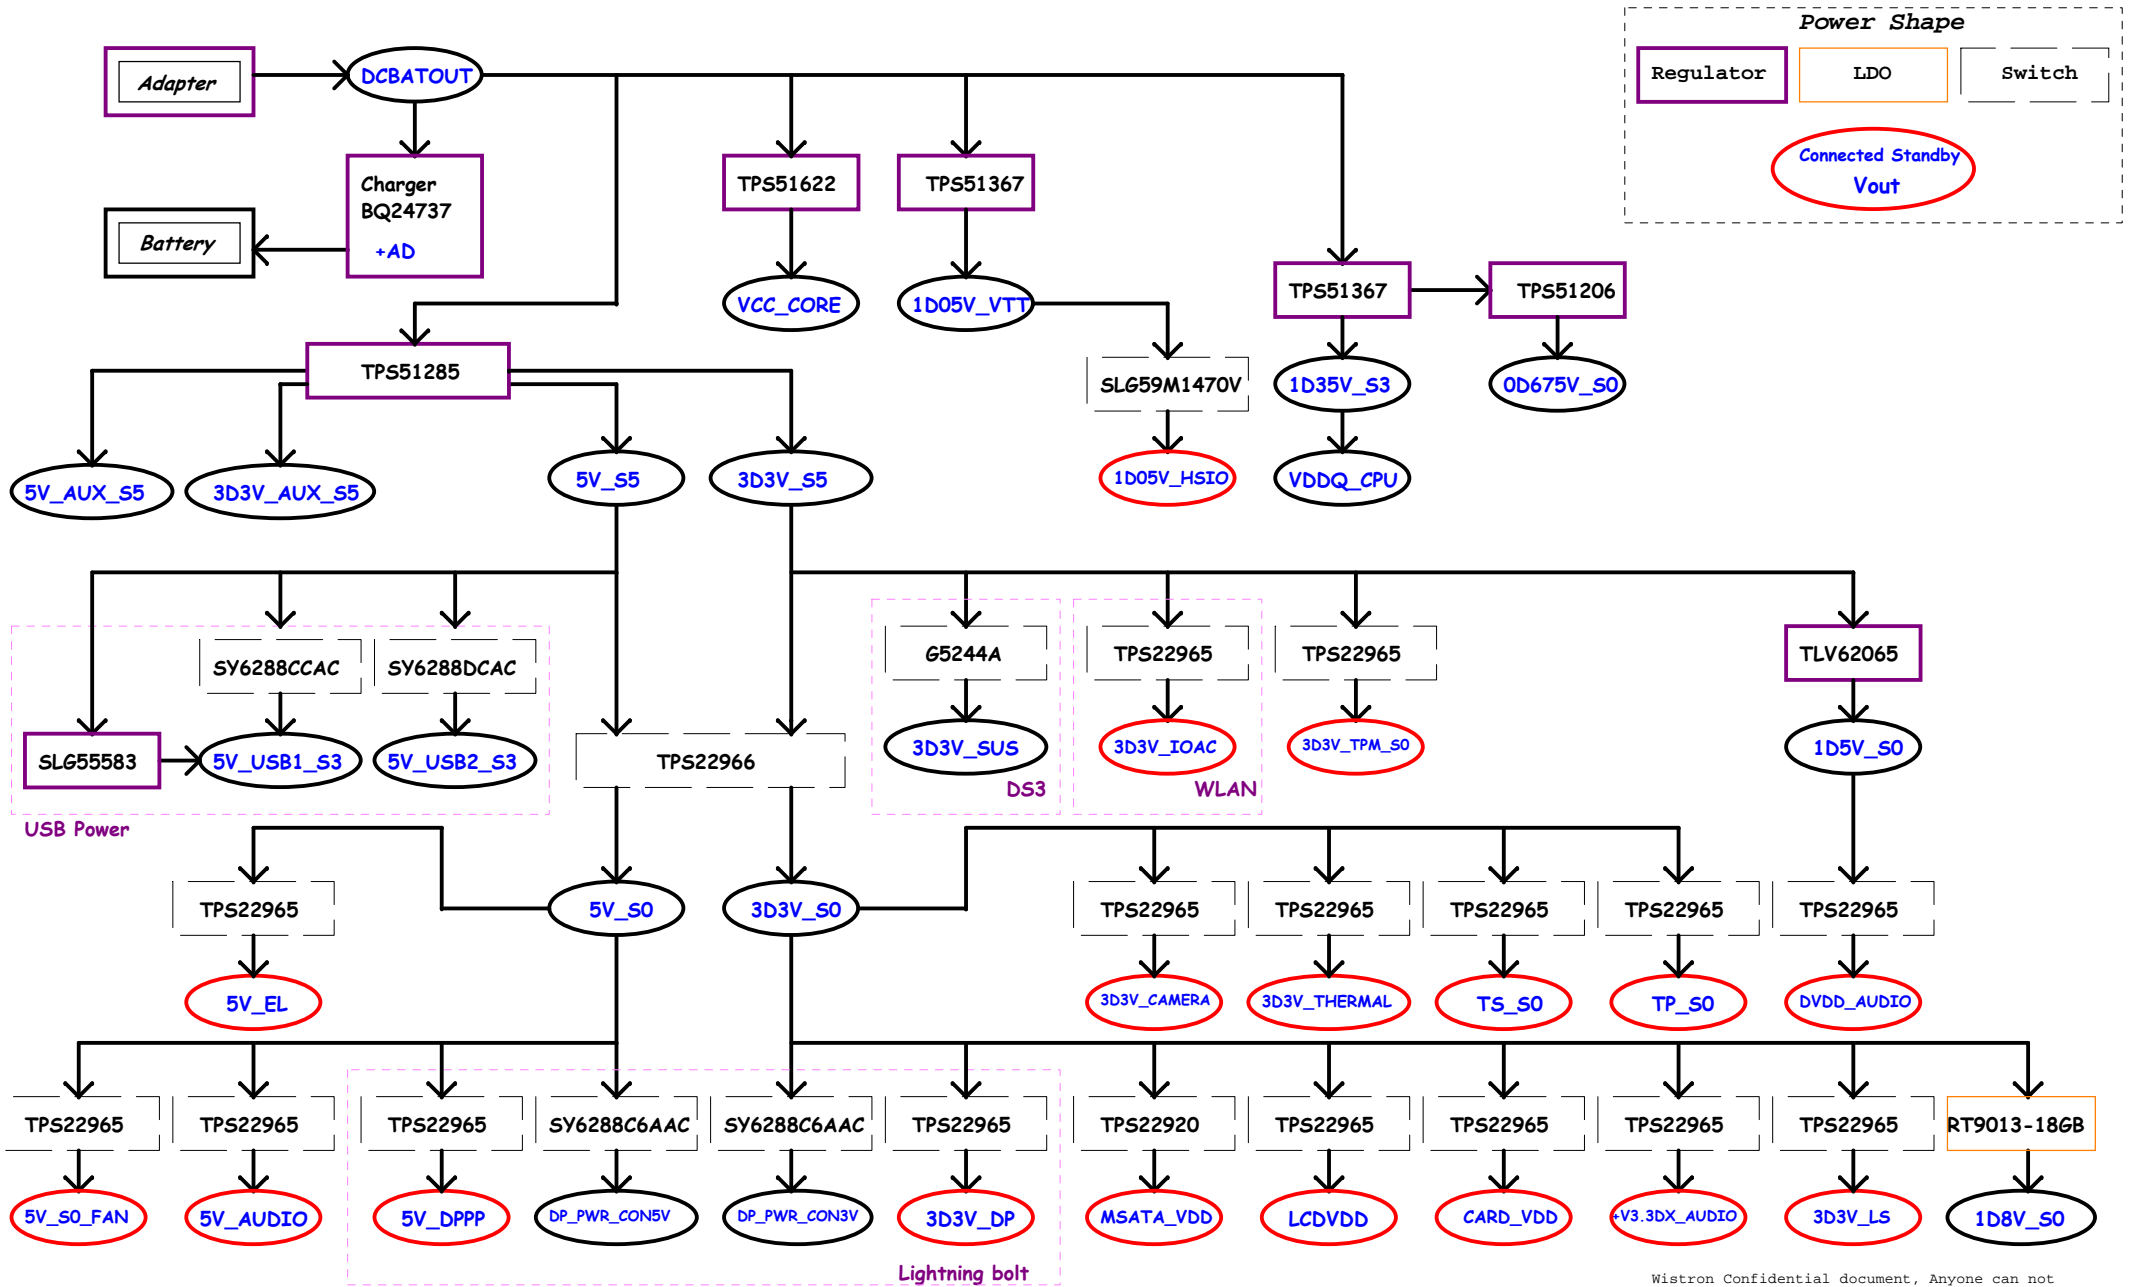 Power Shape
Adapter
DCBATOUT
Regulator
LDO
Switch
Connected Standby
Vout
Charger
BQ24737
+AD
Battery
TPS51622
TPS51367
VCC_CORE
1D05V_VTT
TPS51367
TPS51206
TPS51285
SLG59M1470V
1D35V_S3
0D675V_S0
5V_AUX_S5
3D3V_AUX_S5
5V_S5
3D3V_S5
1D05V_HSIO
VDDQ_CPU
SY6288CCAC
SY6288DCAC
G5244A
TPS22965
TPS22965
TLV62065
SLG55583
5V_USB1_S3
5V_USB2_S3
TPS22966
3D3V_SUS
3D3V_IOAC
3D3V_TPM_S0
1D5V_S0
DS3
WLAN
USB Power
TPS22965
5V_S0
3D3V_S0
TPS22965
TPS22965
TPS22965
TPS22965
TPS22965
5V_EL
3D3V_CAMERA
3D3V_THERMAL
TS_S0
TP_S0
DVDD_AUDIO
TPS22965
TPS22965
TPS22965
SY6288C6AAC
SY6288C6AAC
TPS22965
TPS22920
TPS22965
TPS22965
TPS22965
TPS22965
RT9013-18GB
5V_S0_FAN
5V_AUDIO
5V_DPPP
DP_PWR_CON5V
DP_PWR_CON3V
3D3V_DP
MSATA_VDD
LCDVDD
CARD_VDD
+V3.3DX_AUDIO
3D3V_LS
1D8V_S0
Lightning bolt
Wistron Confidential document, Anyone can not